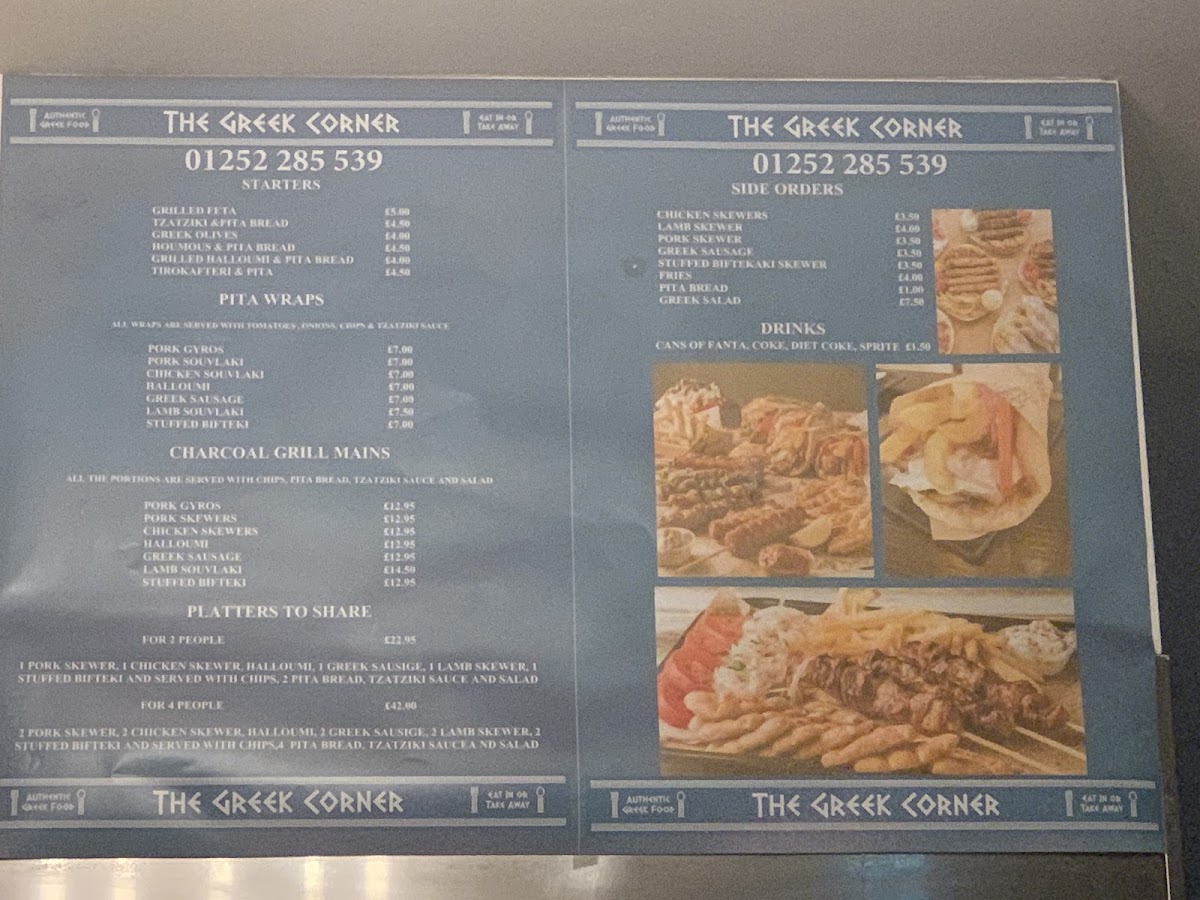 AUTHENTIC
GREEK FOOD
THE GREEK CORNER
EAT IN OR
TAKE AWAY
01252 285 539
STARTERS
GRILLED FETA £5.00
TZATZIKI &PITA BREAD £4.50
GREEK OLIVES £4.00
HOUMOUS & PITA BREAD £4.50
GRILLED HALLOUMI & PITA BREAD £4.00
TIROKAFTERI & PITA £4.50
PITA WRAPS
ALL WRAPS ARE SERVED WITH TOMATOES , ONIONS, CHIPS & TZATZIKI SAUCE
PORK GYROS £7.00
PORK SOUVLAKI £7.00
CHICKEN SOUVLAKI £7.00
HALLOUMI £7.00
GREEK SAUSAGE £7.00
LAMB SOUVLAKI £7.50
STUFFED BIFTEKI £7.00
CHARCOAL GRILL MAINS
ALL THE PORTIONS ARE SERVED WITH CHIPS, PITA BREAD, TZATZIKI SAUCE AND SALAD
PORK GYROS £12.95
PORK SKEWERS £12.95
CHICKEN SKEWERS £12.95
HALLOUMI £12.95
GREEK SAUSAGE £12.95
LAMB SOUVLAKI £14.50
STUFFED BIFTEKI £12.95
PLATTERS TO SHARE
FOR 2 PEOPLE £22.95
1 PORK SKEWER, 1 CHICKEN SKEWER, HALLOUMI, 1 GREEK SAUSIGE, 1 LAMB SKEWER, 1
STUFFED BIFTEKI AND SERVED WITH CHIPS, 2 PITA BREAD, TZATZIKI SAUCE AND SALAD
FOR 4 PEOPLE £42.00
2 PORK SKEWER, 2 CHICKEN SKEWER, HALLOUMI, 2 GREEK SAUSIGE, 2 LAMB SKEWER, 2
STUFFED BIFTEKI AND SERVED WITH CHIPS,4 PITA BREAD, TZATZIKI SAUCEA ND SALAD
AUTHENTIC
GREEK FOOD
THE GREEK CORNER
EAT IN OR
TAKE AWAY
AUTHENTIC
GREEK FOOD
THE GREEK CORNER
EAT IN OR
TAKE AWAY
01252 285 539
SIDE ORDERS
CHICKEN SKEWERS £3.50
LAMB SKEWER £4.00
PORK SKEWER £3.50
GREEK SAUSAGE £3.50
STUFFED BIFTEKAKI SKEWER £3.50
FRIES £4.00
PITA BREAD £1.00
GREEK SALAD £7.50
DRINKS
CANS OF FANTA, COKE, DIET COKE, SPRITE £1.50
AUTHENTIC
GREEK FOOD
THE GREEK CORNER
EAT IN OR
TAKE AWAY